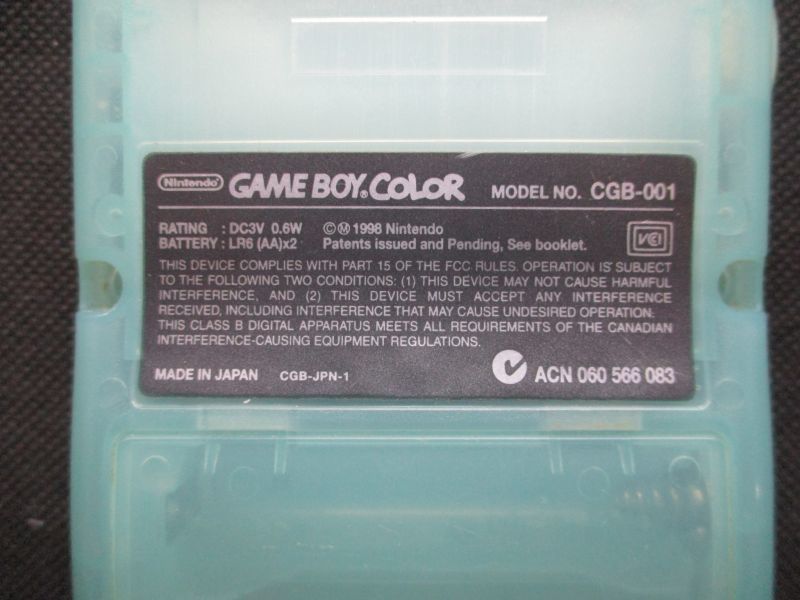 Nintendo GAME BOY COLOR MODEL NO. CGB-001
RATING : DC3V 0.6W ©Ⓜ 1998 Nintendo
BATTERY : LR6 (AA)x2 Patents issued and Pending, See booklet.
VCI
THIS DEVICE COMPLIES WITH PART 15 OF THE FCC RULES. OPERATION IS SUBJECT
TO THE FOLLOWING TWO CONDITIONS: (1) THIS DEVICE MAY NOT CAUSE HARMFUL
INTERFERENCE, AND (2) THIS DEVICE MUST ACCEPT ANY INTERFERENCE
RECEIVED, INCLUDING INTERFERENCE THAT MAY CAUSE UNDESIRED OPERATION.
THIS CLASS B DIGITAL APPARATUS MEETS ALL REQUIREMENTS OF THE CANADIAN
INTERFERENCE-CAUSING EQUIPMENT REGULATIONS.
MADE IN JAPAN CGB-JPN-1 ACN 060 566 083